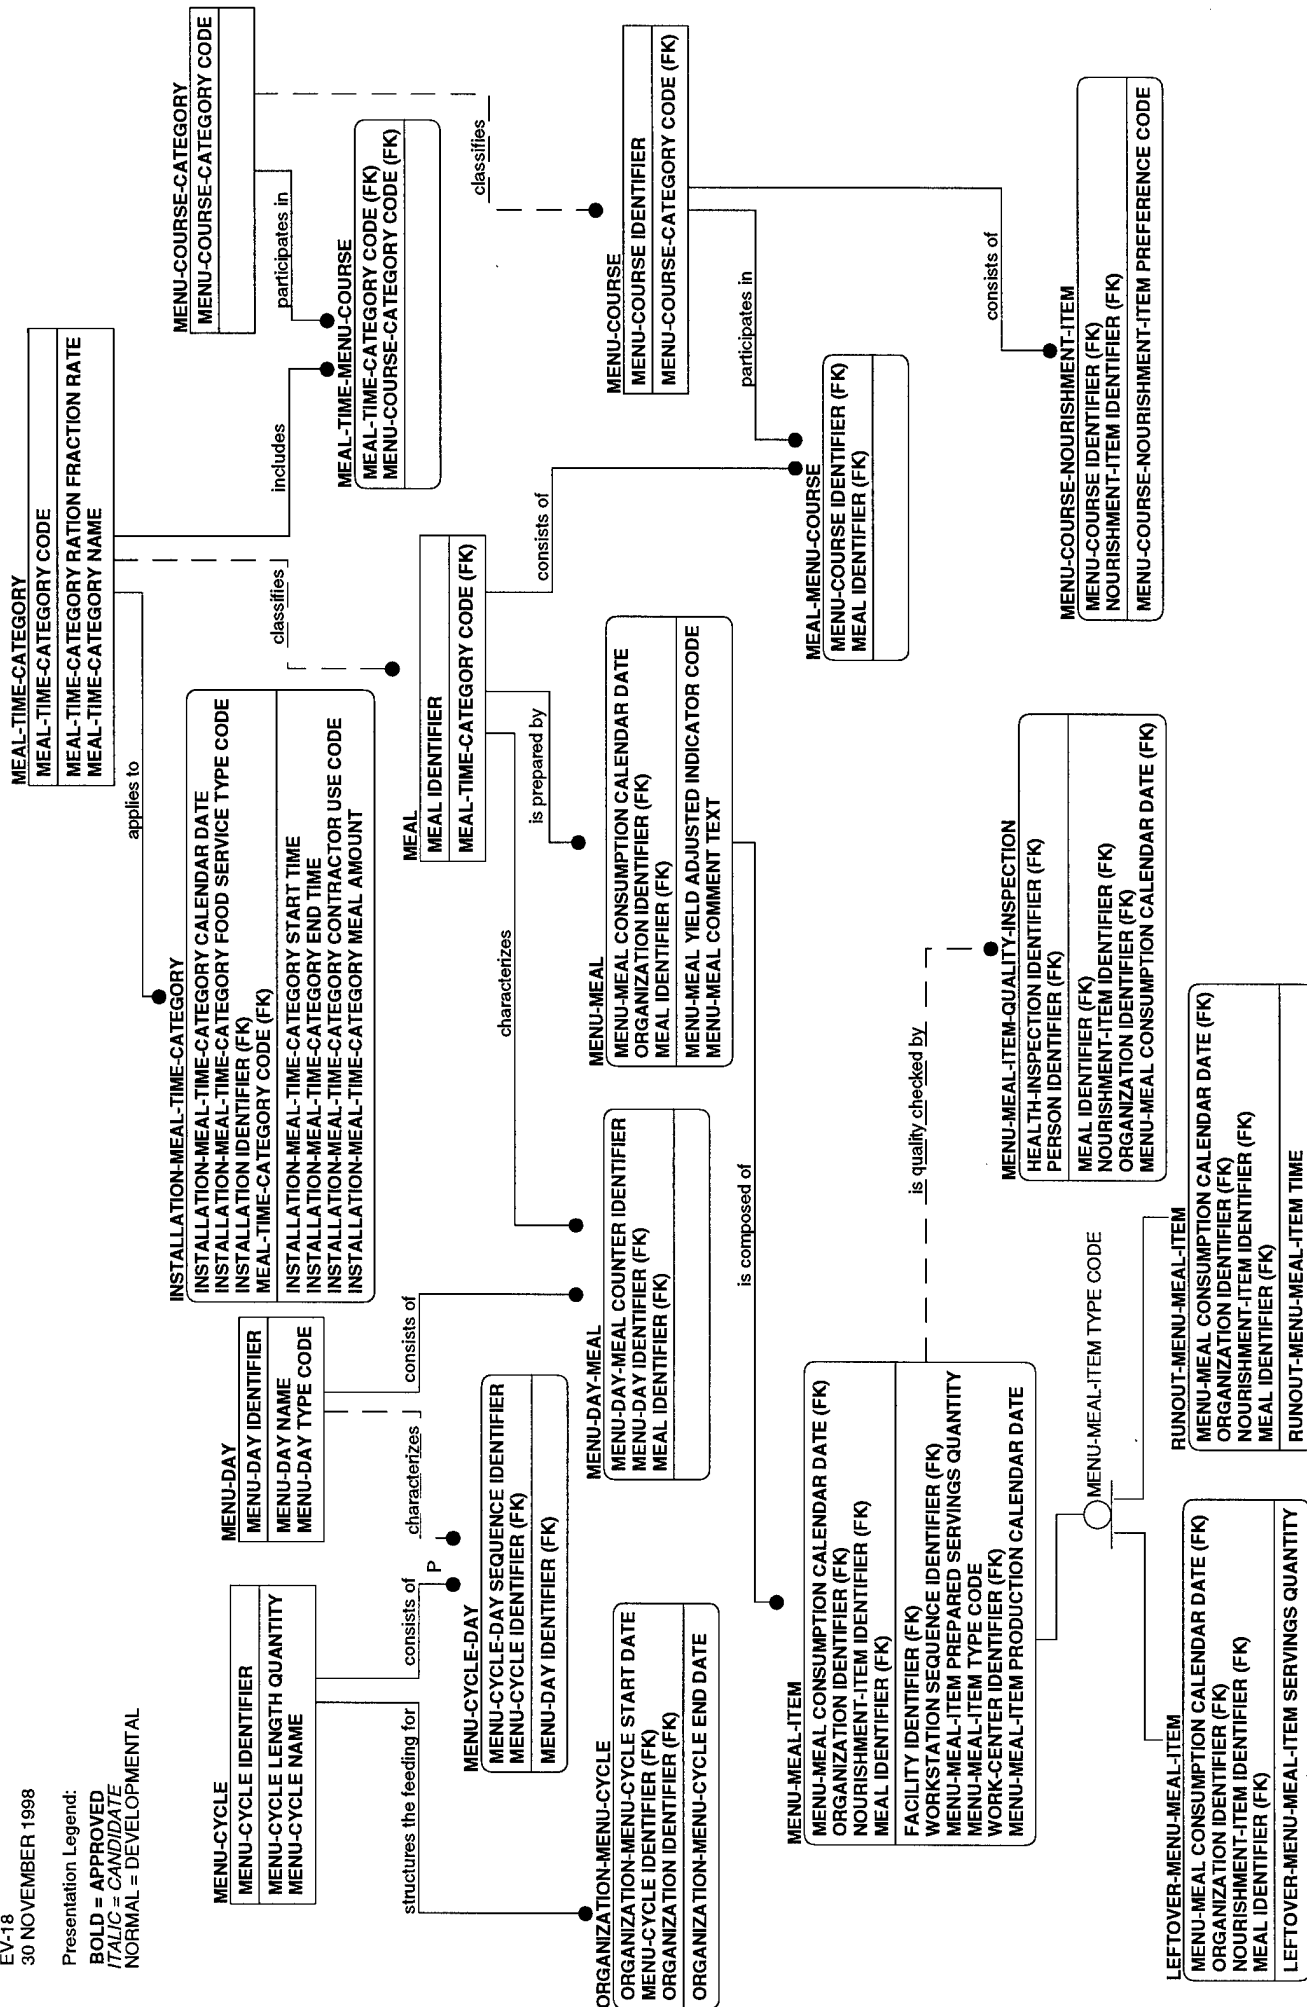 EV-18
30 NOVEMBER 1998
Presentation Legend:
BOLD = APPROVED
ITALIC = CANDIDATE
NORMAL = DEVELOPMENTAL
MEAL-TIME-CATEGORY
MEAL-TIME-CATEGORY CODE
MEAL-TIME-CATEGORY RATION FRACTION RATE
MEAL-TIME-CATEGORY NAME
applies to
classifies
includes
MENU-COURSE-CATEGORY
MENU-COURSE-CATEGORY CODE
participates in
classifies
MENU-CYCLE
MENU-CYCLE IDENTIFIER
MENU-CYCLE LENGTH QUANTITY
MENU-CYCLE NAME
structures the feeding for
consists of
P
MENU-DAY
MENU-DAY IDENTIFIER
MENU-DAY NAME
MENU-DAY TYPE CODE
characterizes
consists of
INSTALLATION-MEAL-TIME-CATEGORY
INSTALLATION-MEAL-TIME-CATEGORY CALENDAR DATE
INSTALLATION-MEAL-TIME-CATEGORY FOOD SERVICE TYPE CODE
INSTALLATION IDENTIFIER (FK)
MEAL-TIME-CATEGORY CODE (FK)
INSTALLATION-MEAL-TIME-CATEGORY START TIME
INSTALLATION-MEAL-TIME-CATEGORY END TIME
INSTALLATION-MEAL-TIME-CATEGORY CONTRACTOR USE CODE
INSTALLATION-MEAL-TIME-CATEGORY MEAL AMOUNT
MEAL-TIME-MENU-COURSE
MEAL-TIME-CATEGORY CODE (FK)
MENU-COURSE-CATEGORY CODE (FK)
MEAL
MEAL IDENTIFIER
MEAL-TIME-CATEGORY CODE (FK)
characterizes
is prepared by
consists of
MENU-CYCLE-DAY
MENU-CYCLE-DAY SEQUENCE IDENTIFIER
MENU-CYCLE IDENTIFIER (FK)
MENU-DAY IDENTIFIER (FK)
MENU-COURSE
MENU-COURSE IDENTIFIER
MENU-COURSE-CATEGORY CODE (FK)
participates in
consists of
ORGANIZATION-MENU-CYCLE
ORGANIZATION-MENU-CYCLE START DATE
MENU-CYCLE IDENTIFIER (FK)
ORGANIZATION IDENTIFIER (FK)
ORGANIZATION-MENU-CYCLE END DATE
MENU-DAY-MEAL
MENU-DAY-MEAL COUNTER IDENTIFIER
MENU-DAY IDENTIFIER (FK)
MEAL IDENTIFIER (FK)
MENU-MEAL
MENU-MEAL CONSUMPTION CALENDAR DATE
ORGANIZATION IDENTIFIER (FK)
MEAL IDENTIFIER (FK)
MENU-MEAL YIELD ADJUSTED INDICATOR CODE
MENU-MEAL COMMENT TEXT
is composed of
MEAL-MENU-COURSE
MENU-COURSE IDENTIFIER (FK)
MEAL IDENTIFIER (FK)
MENU-MEAL-ITEM
MENU-MEAL CONSUMPTION CALENDAR DATE (FK)
ORGANIZATION IDENTIFIER (FK)
NOURISHMENT-ITEM IDENTIFIER (FK)
MEAL IDENTIFIER (FK)
FACILITY IDENTIFIER (FK)
WORKSTATION SEQUENCE IDENTIFIER (FK)
MENU-MEAL-ITEM PREPARED SERVINGS QUANTITY
MENU-MEAL-ITEM TYPE CODE
WORK-CENTER IDENTIFIER (FK)
MENU-MEAL-ITEM PRODUCTION CALENDAR DATE
is quality checked by
MENU-MEAL-ITEM-QUALITY-INSPECTION
HEALTH-INSPECTION IDENTIFIER (FK)
PERSON IDENTIFIER (FK)
MEAL IDENTIFIER (FK)
NOURISHMENT-ITEM IDENTIFIER (FK)
ORGANIZATION IDENTIFIER (FK)
MENU-MEAL CONSUMPTION CALENDAR DATE (FK)
MENU-COURSE-NOURISHMENT-ITEM
MENU-COURSE IDENTIFIER (FK)
NOURISHMENT-ITEM IDENTIFIER (FK)
MENU-COURSE-NOURISHMENT-ITEM PREFERENCE CODE
MENU-MEAL-ITEM TYPE CODE
LEFTOVER-MENU-MEAL-ITEM
MENU-MEAL CONSUMPTION CALENDAR DATE (FK)
ORGANIZATION IDENTIFIER (FK)
NOURISHMENT-ITEM IDENTIFIER (FK)
MEAL IDENTIFIER (FK)
LEFTOVER-MENU-MEAL-ITEM SERVINGS QUANTITY
RUNOUT-MENU-MEAL-ITEM
MENU-MEAL CONSUMPTION CALENDAR DATE (FK)
ORGANIZATION IDENTIFIER (FK)
NOURISHMENT-ITEM IDENTIFIER (FK)
MEAL IDENTIFIER (FK)
RUNOUT-MENU-MEAL-ITEM TIME